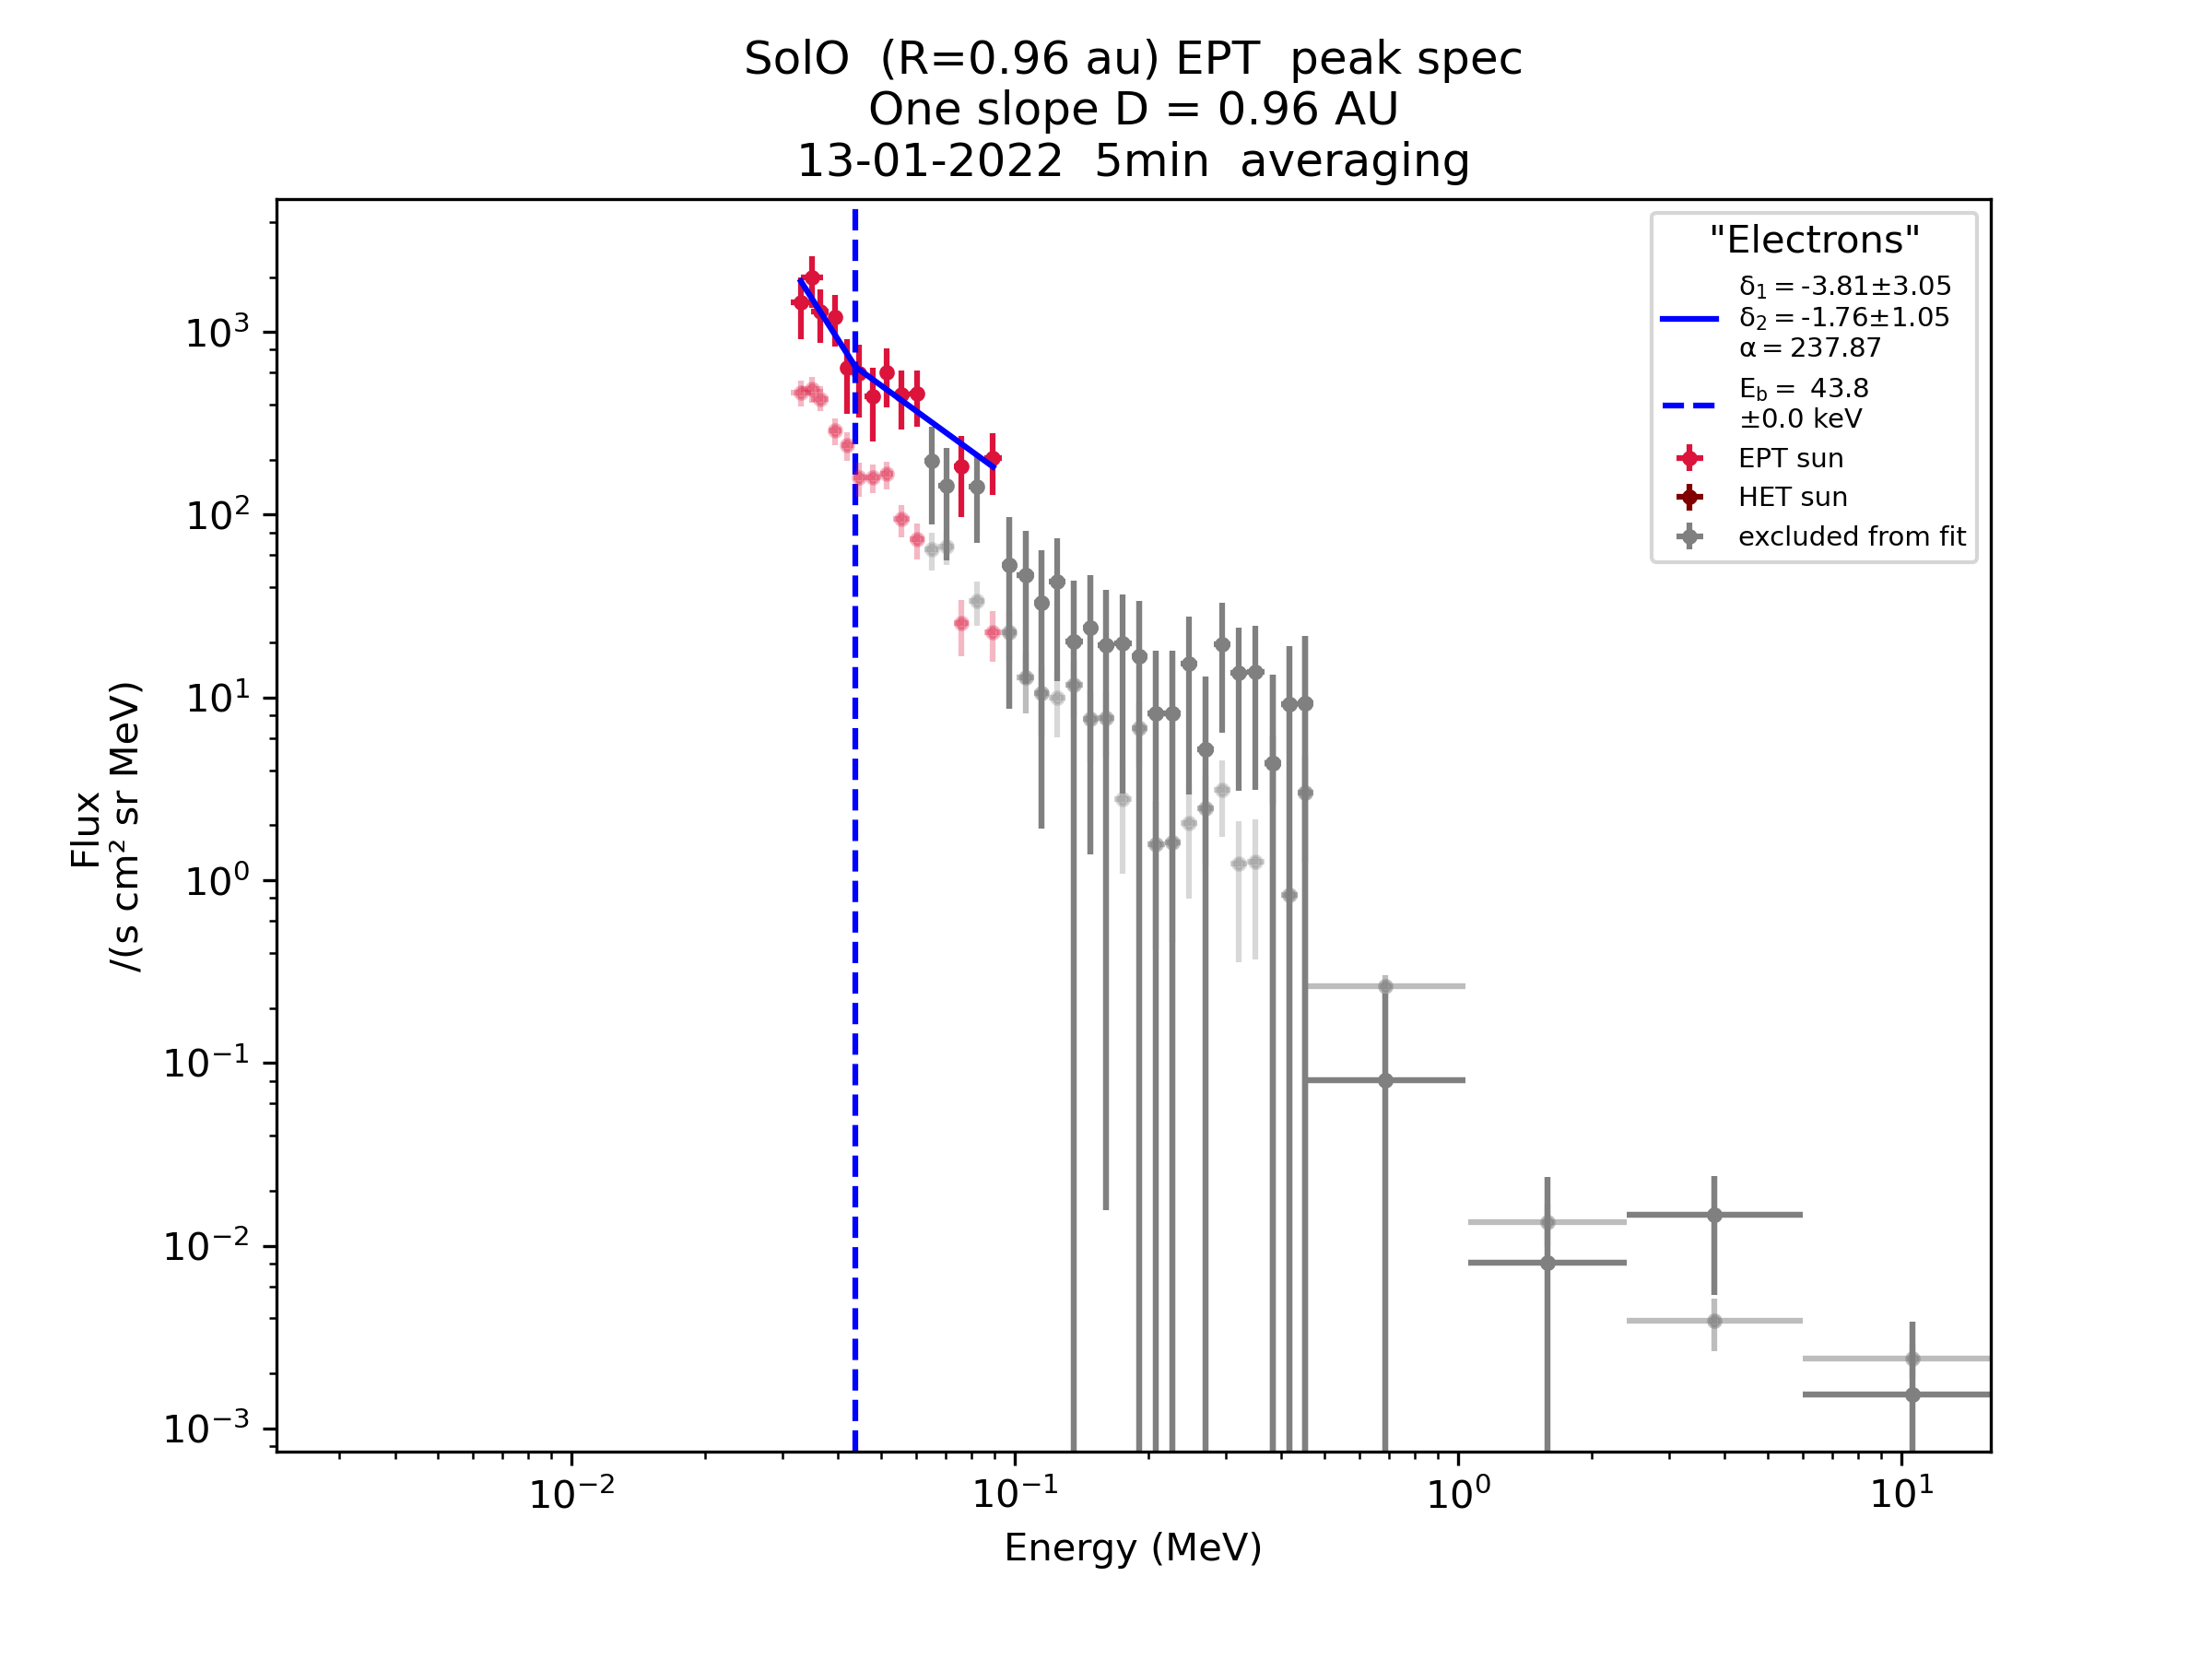 SolO  (R=0.96 au) EPT  peak spec
One slope D = 0.96 AU
13-01-2022  5min  averaging
"Electrons"
δ₁ = -3.81±3.05
δ₂ = -1.76±1.05
α = 237.87
E_b =  43.8
±0.0 keV
EPT sun
HET sun
excluded from fit
Flux
/(s cm² sr MeV)
10³
10²
10¹
10⁰
10⁻¹
10⁻²
10⁻³
10⁻²
10⁻¹
10⁰
10¹
Energy (MeV)